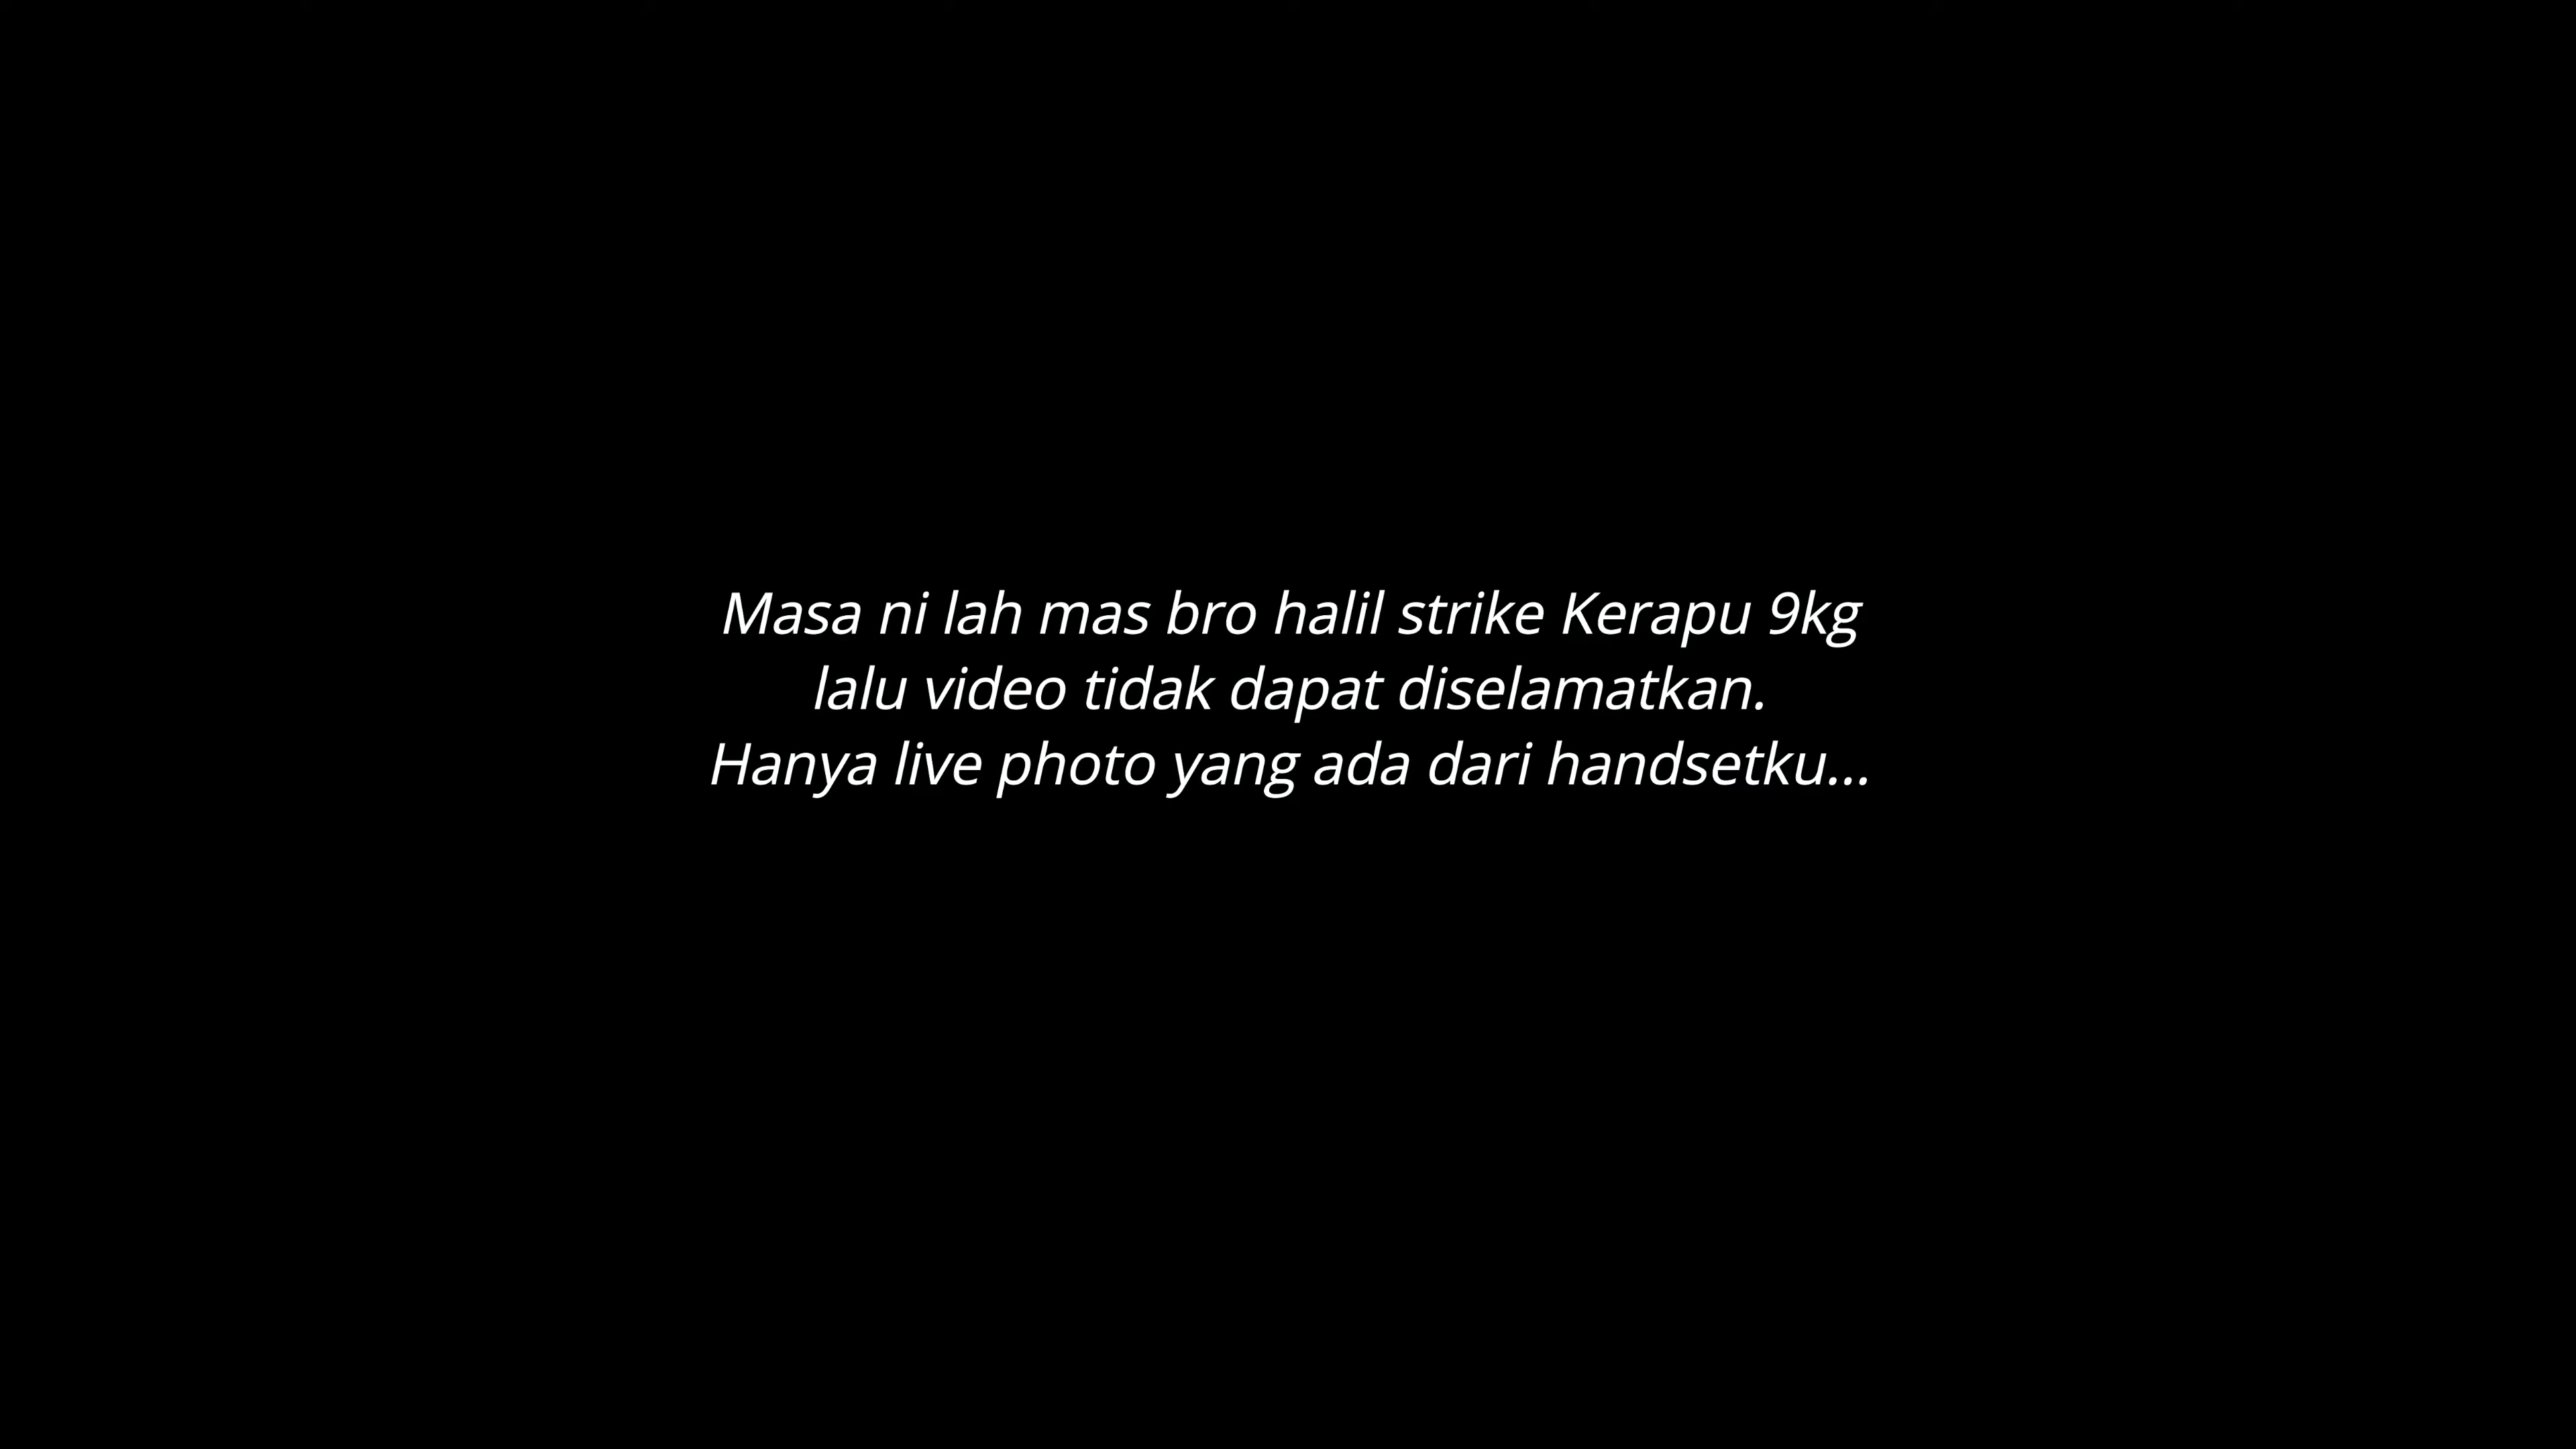 Masa ni lah mas bro halil strike Kerapu 9kg
lalu video tidak dapat diselamatkan.
Hanya live photo yang ada dari handsetku...